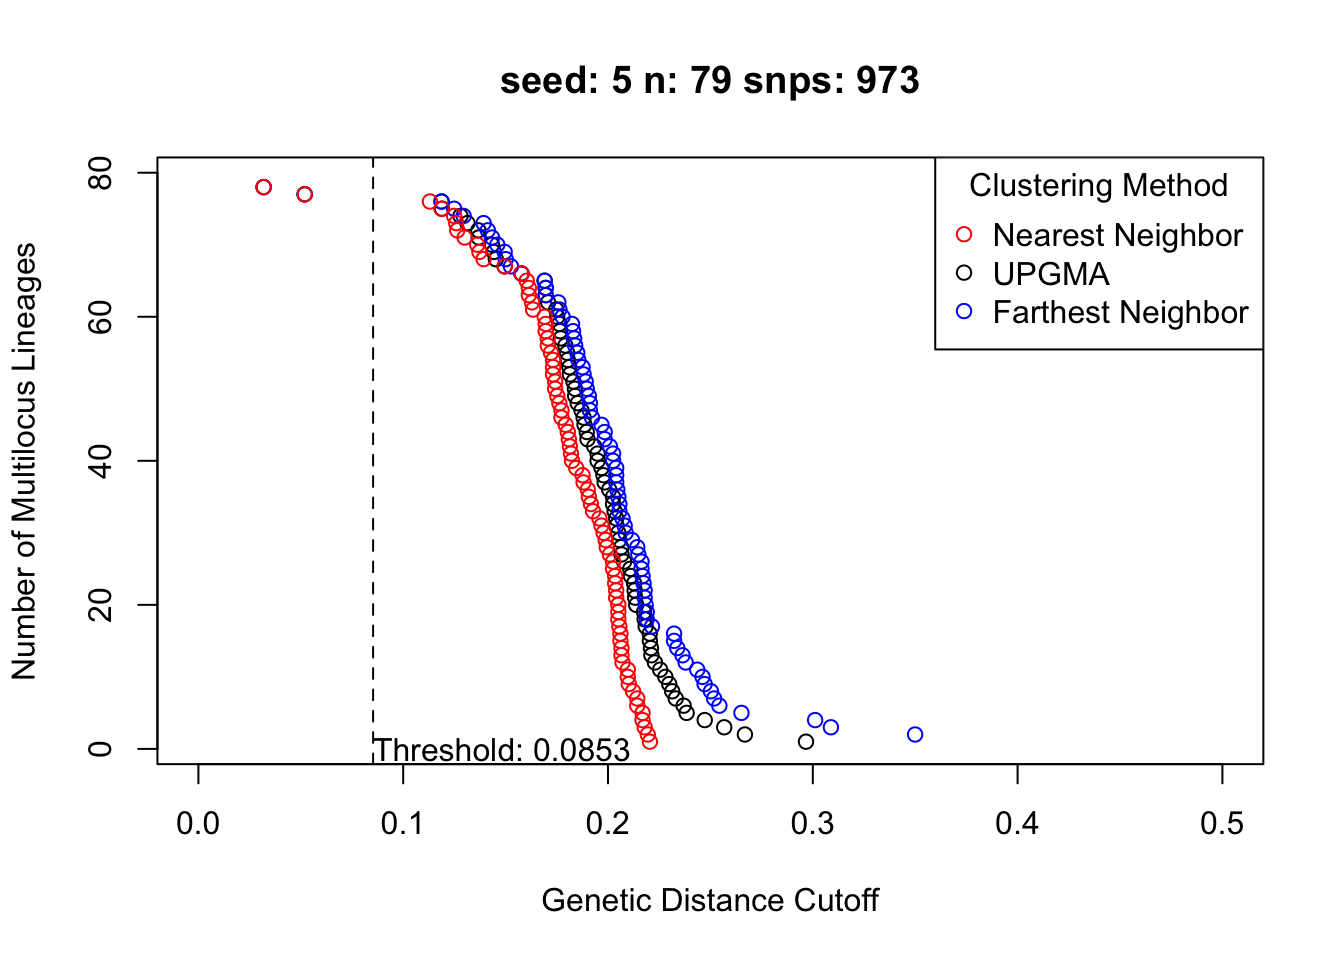 seed: 5 n: 79 snps: 973
Number of Multilocus Lineages
80
60
40
20
0
Clustering Method
Nearest Neighbor
UPGMA
Farthest Neighbor
Threshold: 0.0853
0.0 0.1 0.2 0.3 0.4 0.5
Genetic Distance Cutoff